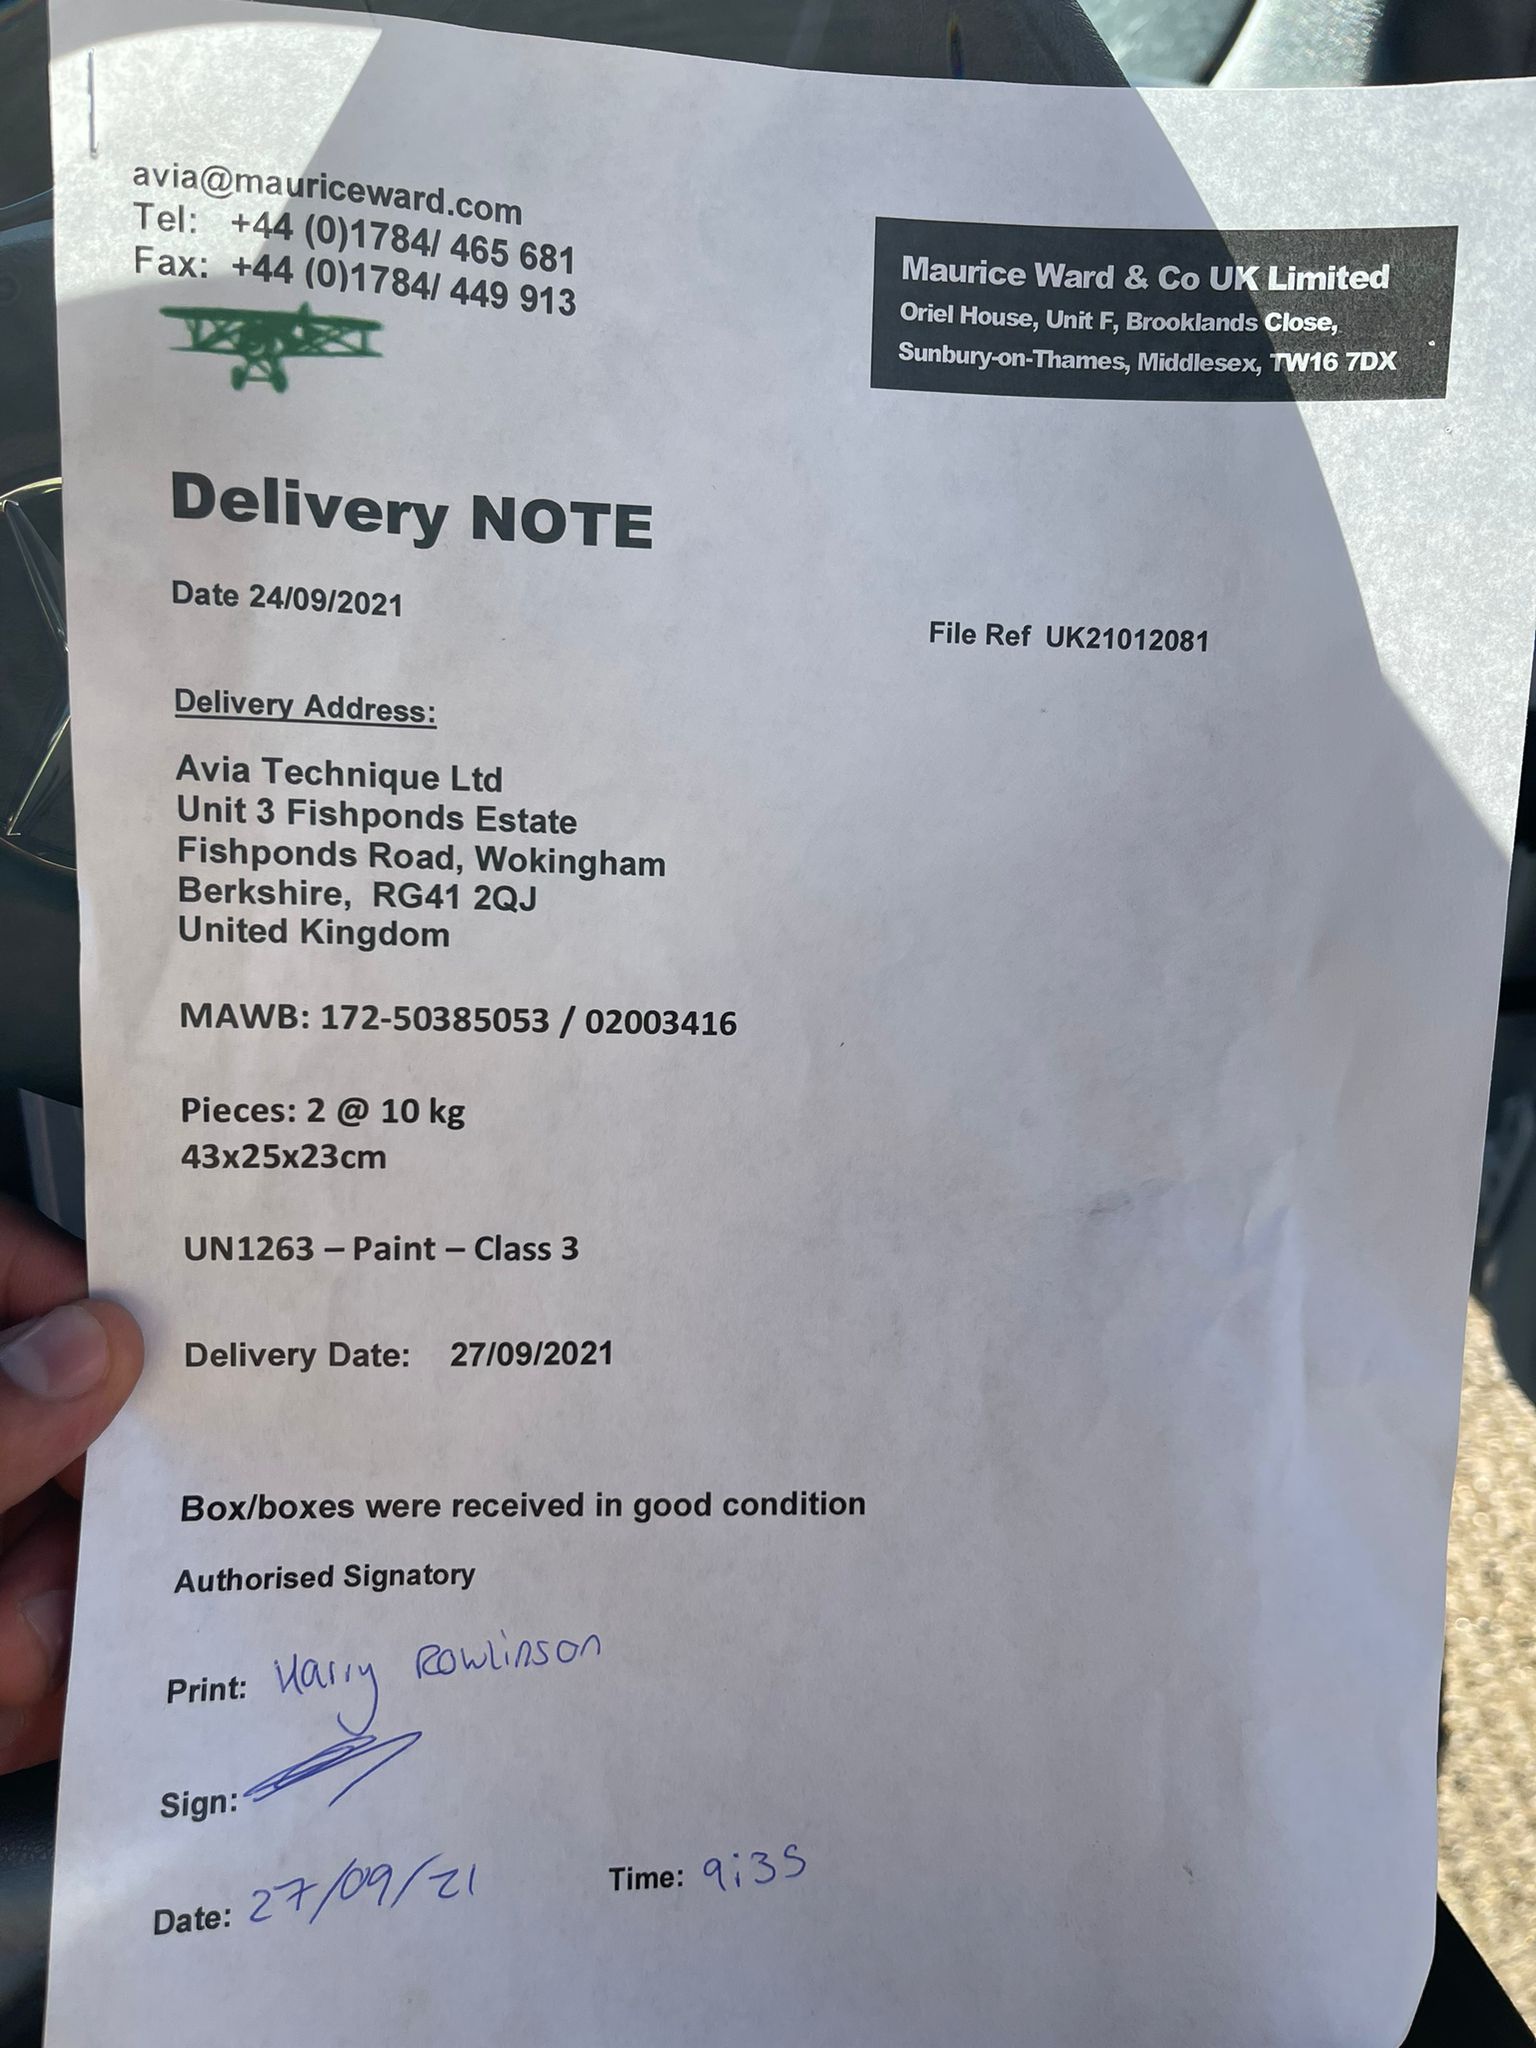 avia@mauriceward.com
Tel: +44 (0)1784/ 465 681
Fax: +44 (0)1784/ 449 913
Maurice Ward & Co UK Limited
Oriel House, Unit F, Brooklands Close,
Sunbury-on-Thames, Middlesex, TW16 7DX
Delivery NOTE
Date 24/09/2021
File Ref UK21012081
Delivery Address:
Avia Technique Ltd
Unit 3 Fishponds Estate
Fishponds Road, Wokingham
Berkshire, RG41 2QJ
United Kingdom
MAWB: 172-50385053 / 02003416
Pieces: 2 @ 10 kg
43x25x23cm
UN1263 – Paint – Class 3
Delivery Date: 27/09/2021
Box/boxes were received in good condition
Authorised Signatory
Print: Harry Rowlinson
Sign:
Date: 27/09/21 Time: 9:35